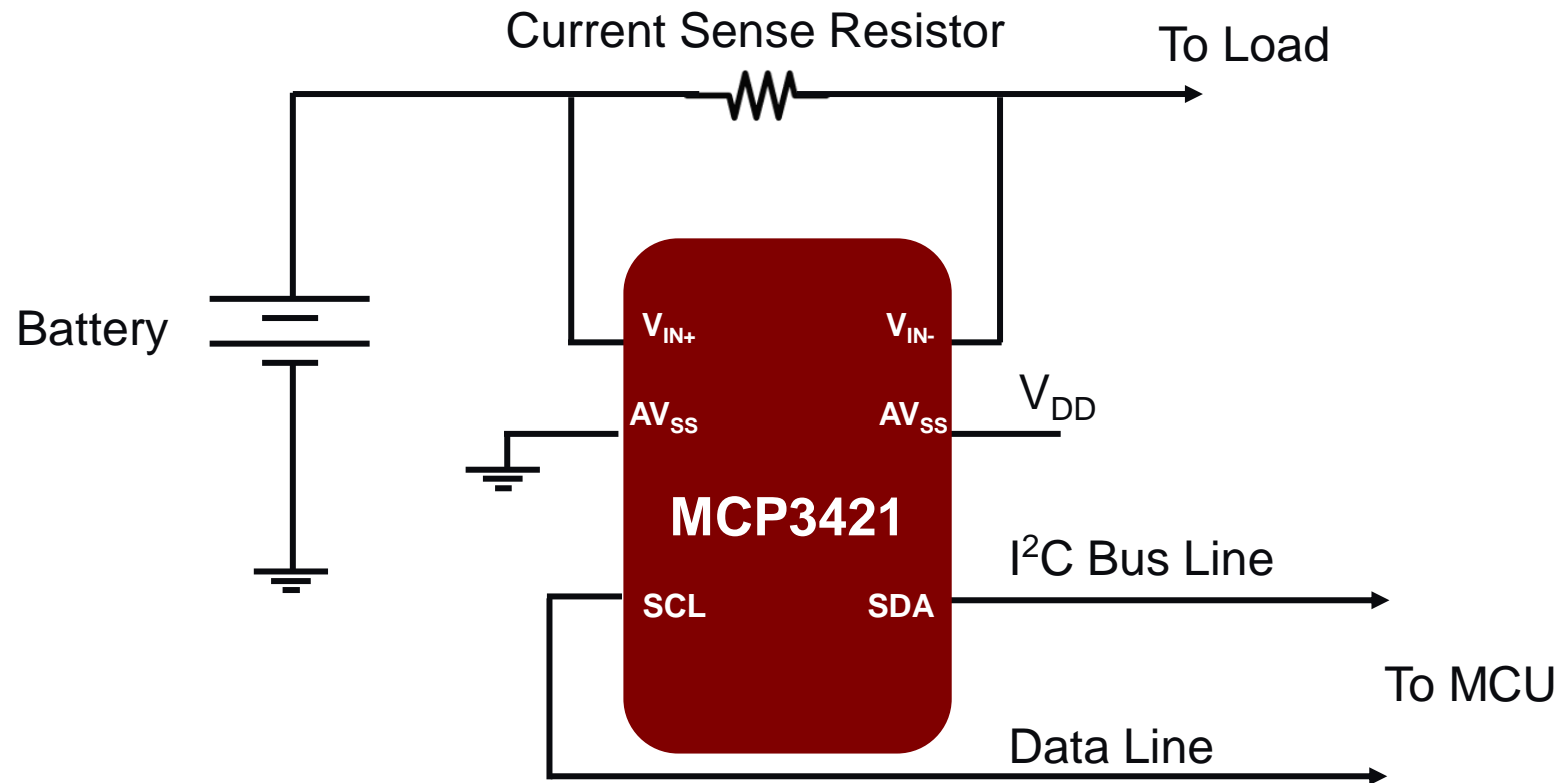 Current Sense Resistor
To Load
Battery
VIN+
VIN-
AVSS
AVSS
VDD
MCP3421
I²C Bus Line
SCL
SDA
To MCU
Data Line